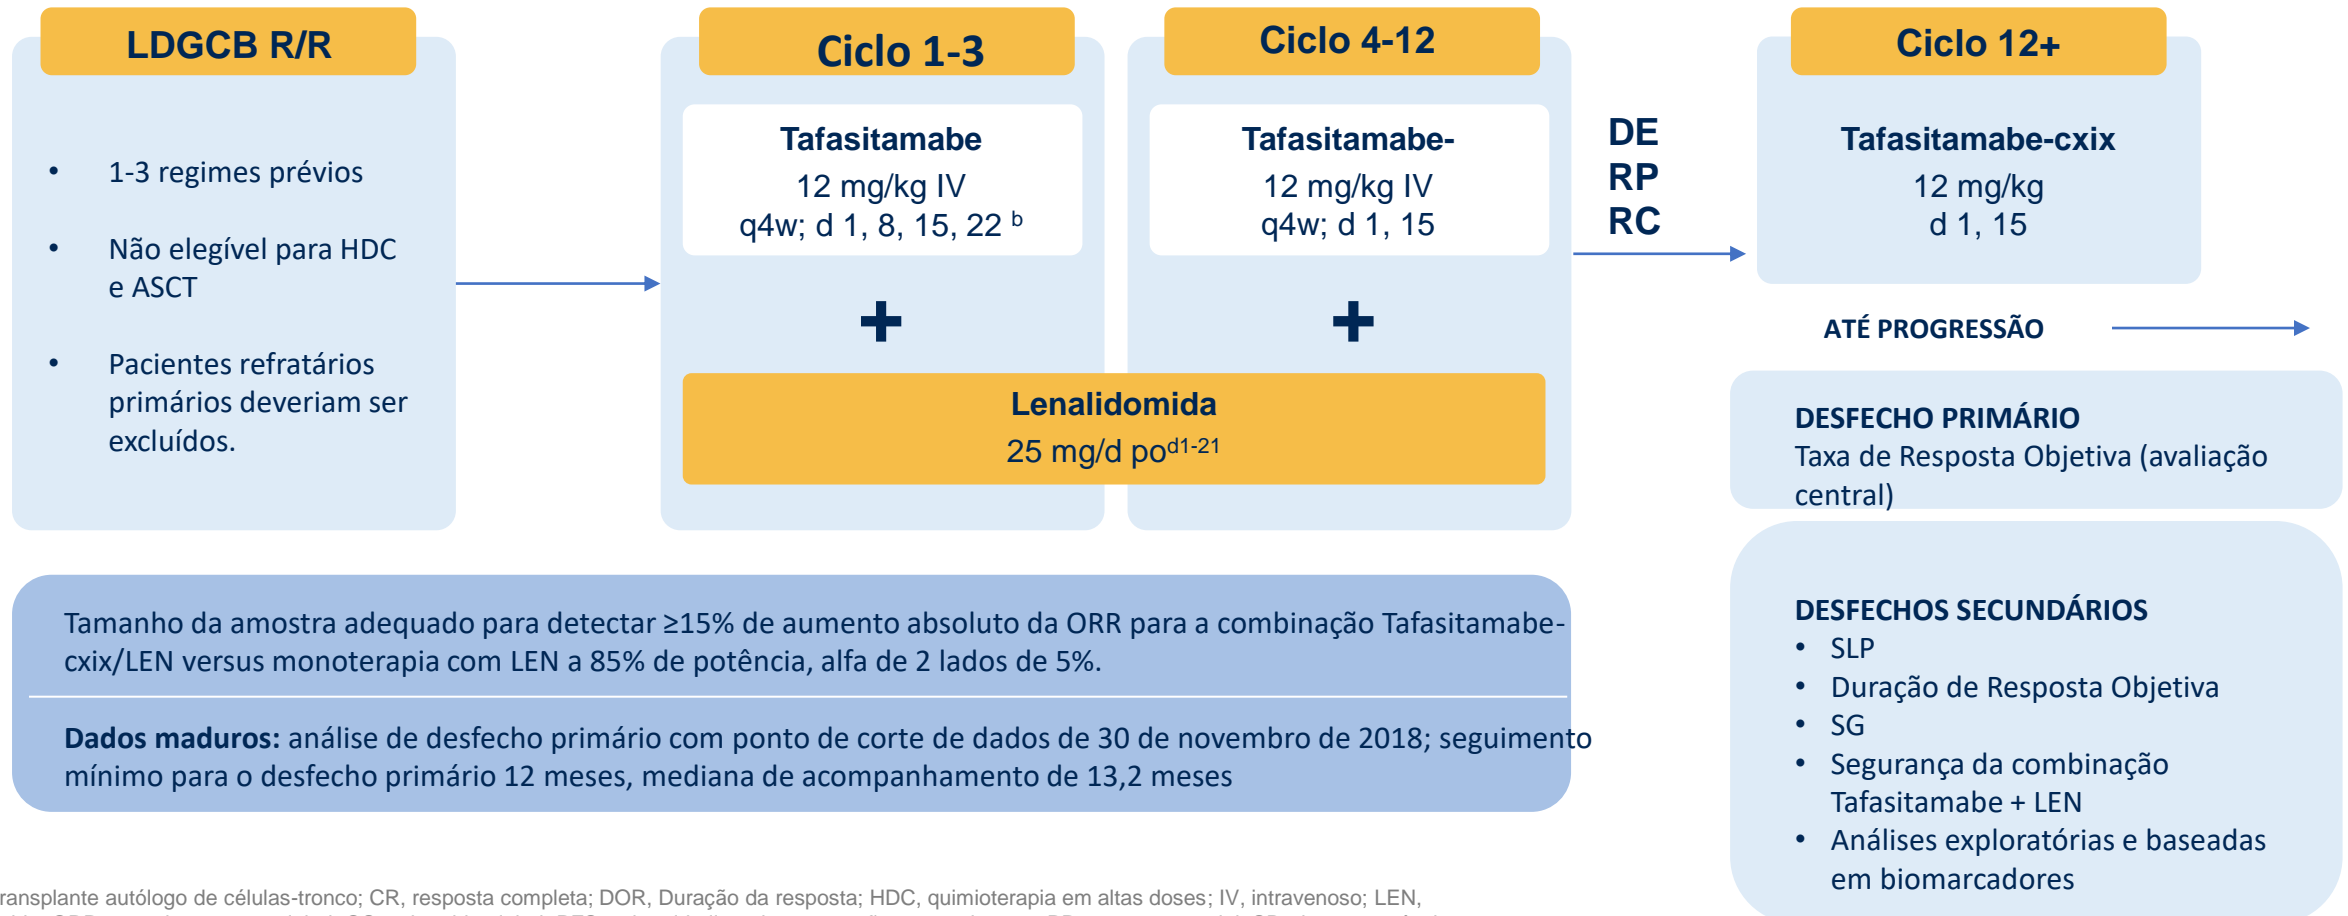 LDGCB R/R
• 1-3 regimes prévios
• Não elegível para HDC
e ASCT
• Pacientes refratários
primários deveriam ser
excluídos.
Ciclo 1-3
Tafasitamabe
12 mg/kg IV
q4w; d 1, 8, 15, 22 b
+
Ciclo 4-12
Tafasitamabe-
12 mg/kg IV
q4w; d 1, 15
+
Lenalidomida
25 mg/d po d1-21
DE
RP
RC
Ciclo 12+
Tafasitamabe-cxix
12 mg/kg
d 1, 15
ATÉ PROGRESSÃO
DESFECHO PRIMÁRIO
Taxa de Resposta Objetiva (avaliação
central)
DESFECHOS SECUNDÁRIOS
• SLP
• Duração de Resposta Objetiva
• SG
• Segurança da combinação
Tafasitamabe + LEN
• Análises exploratórias e baseadas
em biomarcadores
Tamanho da amostra adequado para detectar ≥15% de aumento absoluto da ORR para a combinação Tafasitamabe-
cxix/LEN versus monoterapia com LEN a 85% de potência, alfa de 2 lados de 5%.
Dados maduros: análise de desfecho primário com ponto de corte de dados de 30 de novembro de 2018; seguimento
mínimo para o desfecho primário 12 meses, mediana de acompanhamento de 13,2 meses
ransplante autólogo de células-tronco; CR, resposta completa; DOR, Duração da resposta; HDC, quimioterapia em altas doses; IV, intravenoso; LEN,